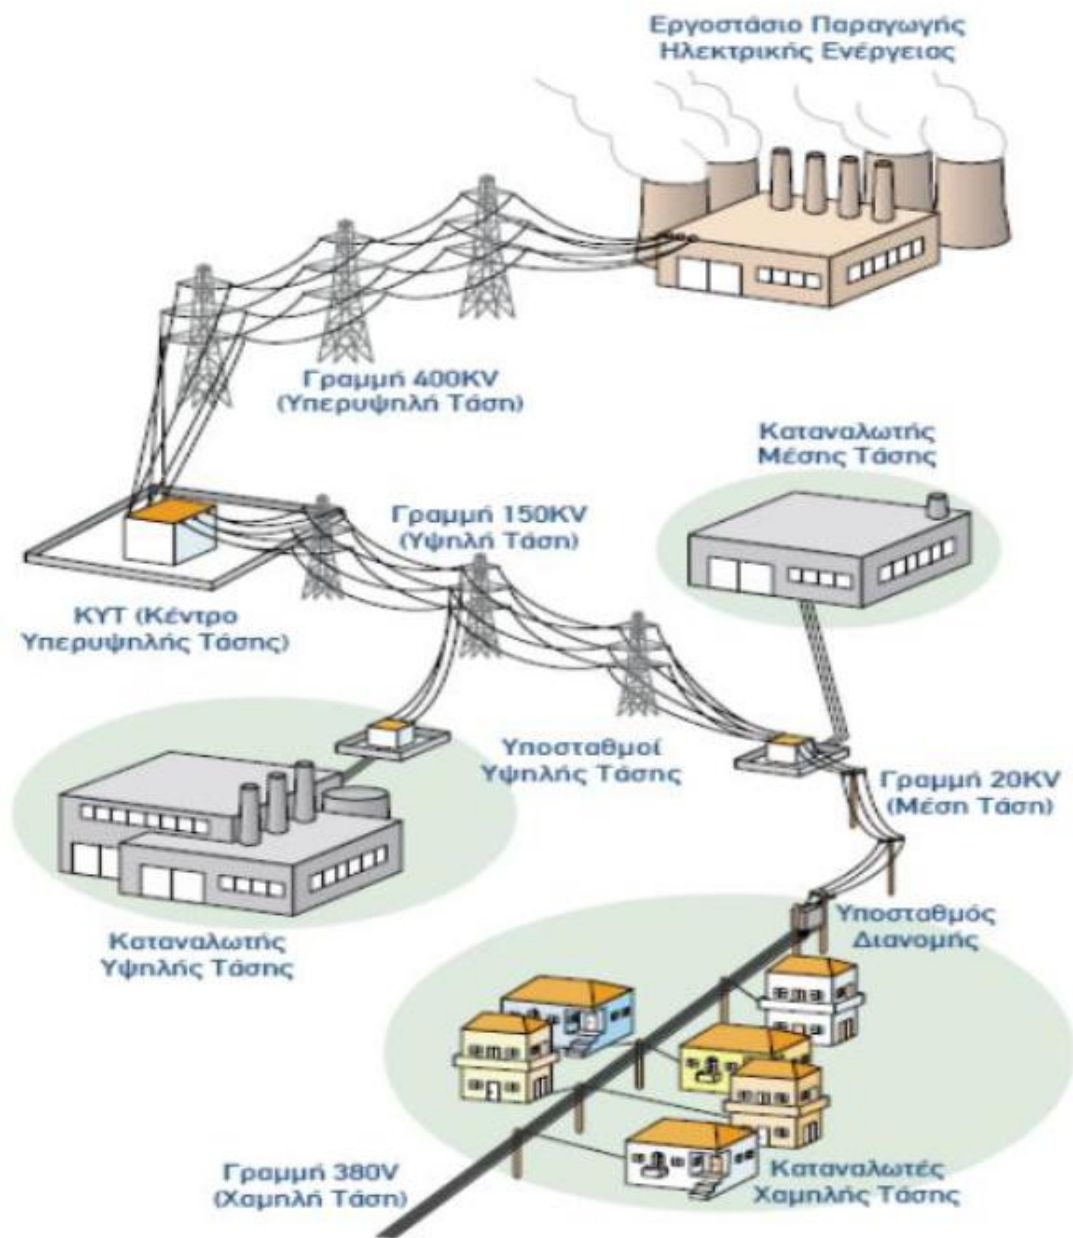 Εργοστάσιο Παραγωγής
Ηλεκτρικής Ενέργειας
Γραμμή 400KV
(Υπερυψηλή Τάση)
Καταναλωτής
Μέσης Τάσης
Γραμμή 150KV
(Υψηλή Τάση)
ΚΥΤ (Κέντρο
Υπερυψηλής Τάσης)
Υποσταθμοί
Υψηλής Τάσης
Γραμμή 20KV
(Μέση Τάση)
Καταναλωτής
Υψηλής Τάσης
Υποσταθμός
Διανομής
Γραμμή 380V
(Χαμηλή Τάση)
Καταναλωτές
Χαμηλής Τάσης